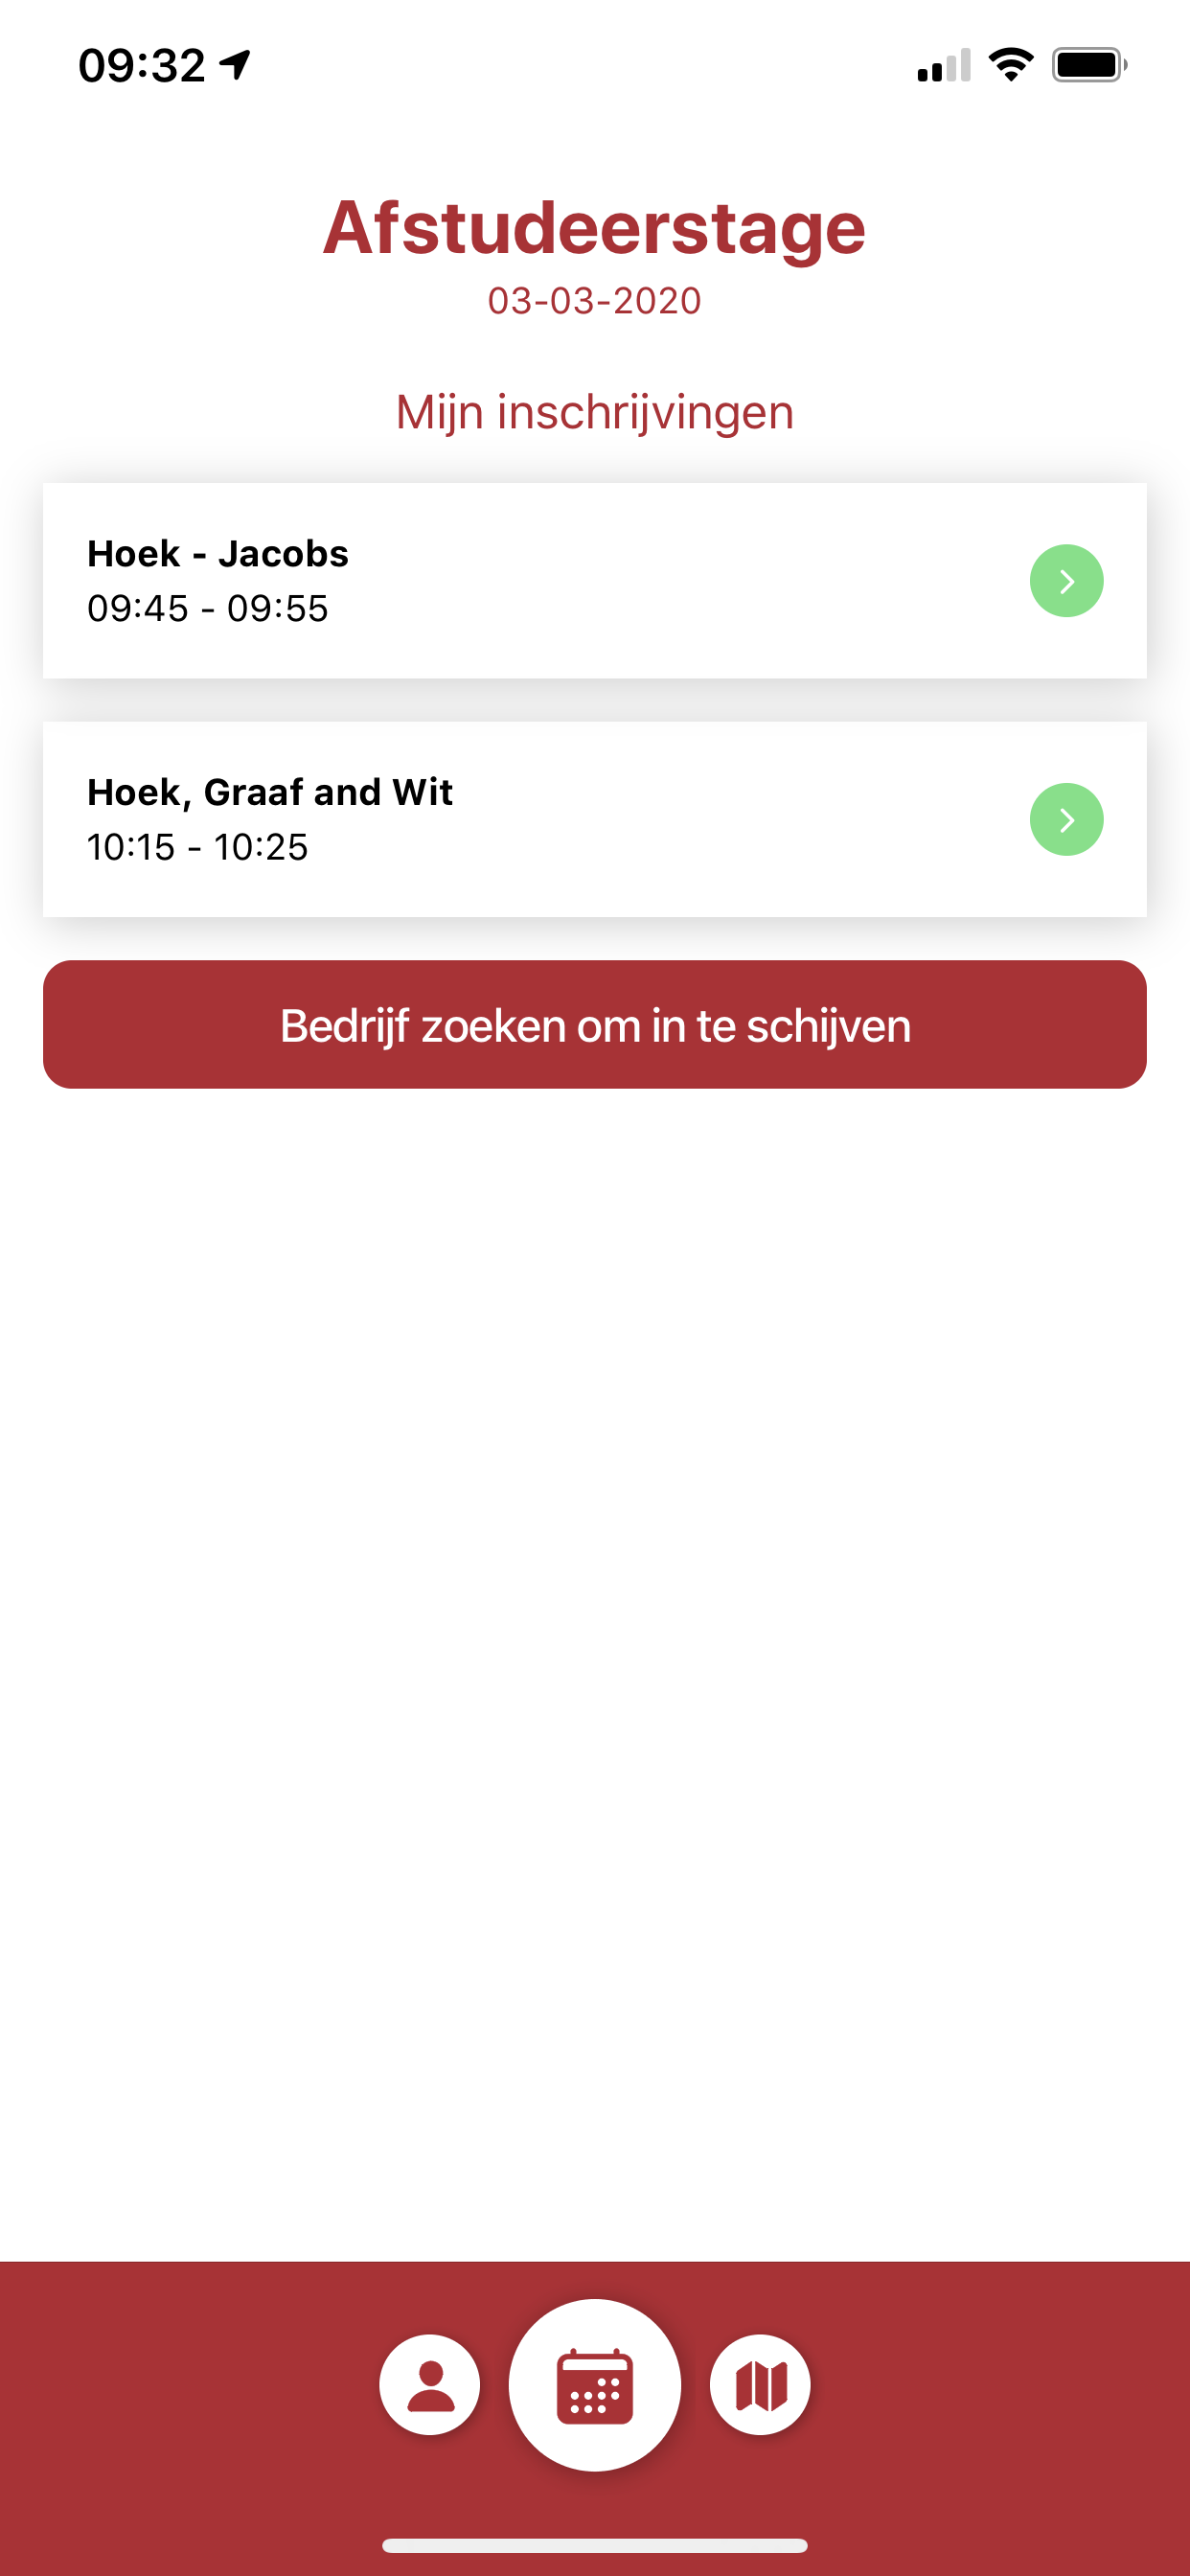 09:32
Afstudeerstage
03-03-2020
Mijn inschrijvingen
Hoek - Jacobs
09:45 - 09:55
Hoek, Graaf and Wit
10:15 - 10:25
Bedrijf zoeken om in te schijven